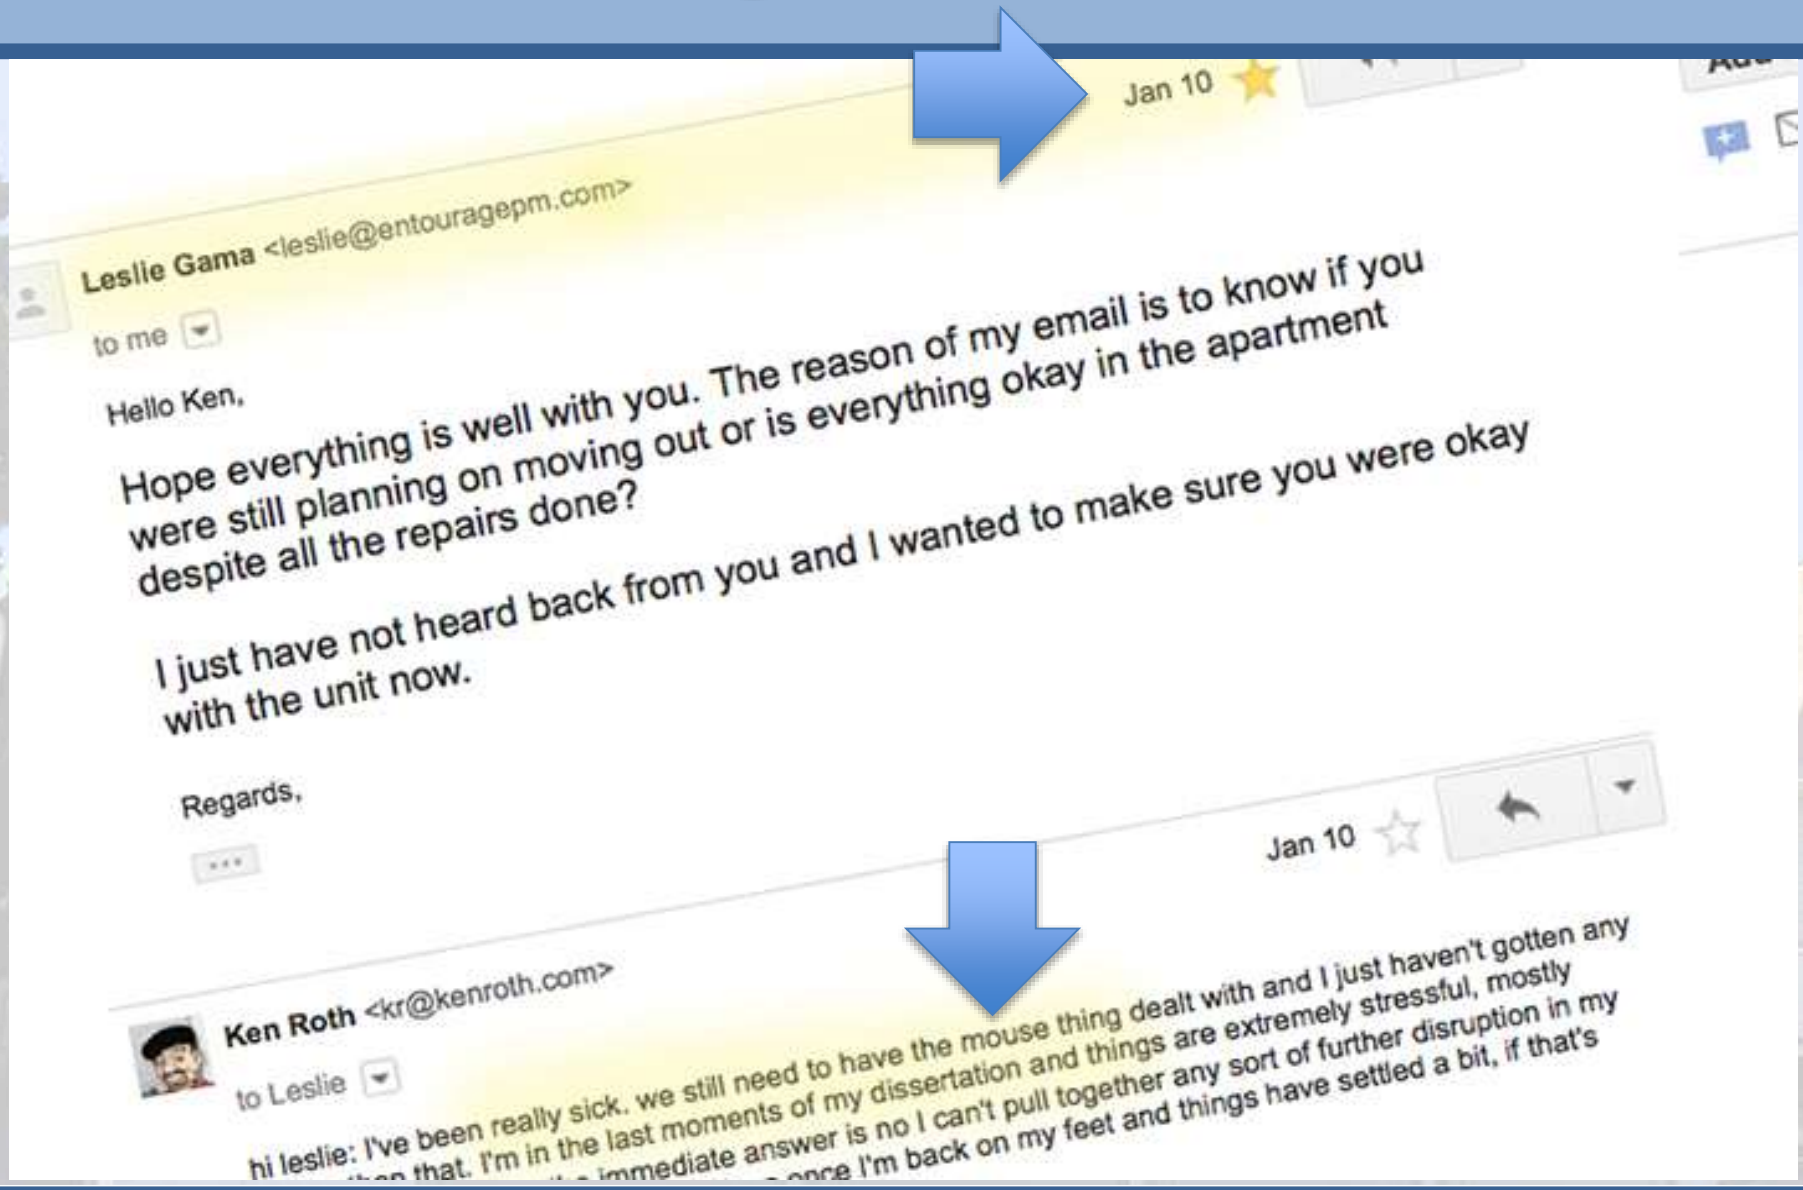 Jan 10
Leslie Gama <leslie@entouragepm.com>
to me
Hello Ken,
Hope everything is well with you. The reason of my email is to know if you
were still planning on moving out or is everything okay in the apartment
despite all the repairs done?
I just have not heard back from you and I wanted to make sure you were okay
with the unit now.
Regards,
Jan 10
Ken Roth <kr@kenroth.com>
to Leslie
hi leslie: I've been really sick. we still need to have the mouse thing dealt with and I just haven't gotten any
that. I'm in the last moments of my dissertation and things are extremely stressful, mostly
immediate answer is no I can't pull together any sort of further disruption in my
once I'm back on my feet and things have settled a bit, if that's